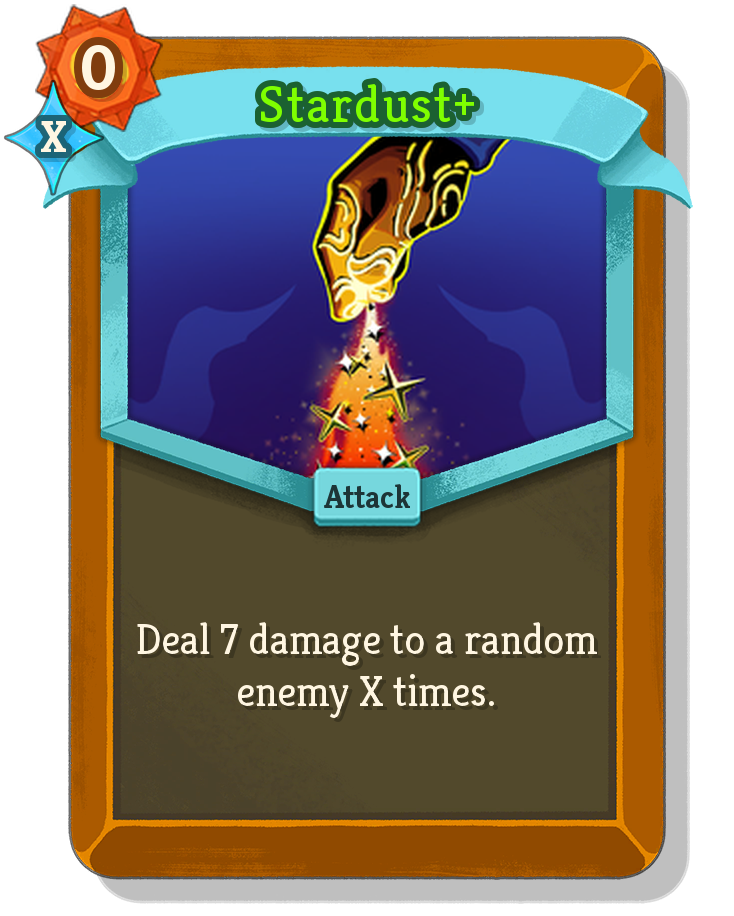 0
X
Stardust+
Attack
Deal 7 damage to a random
enemy X times.